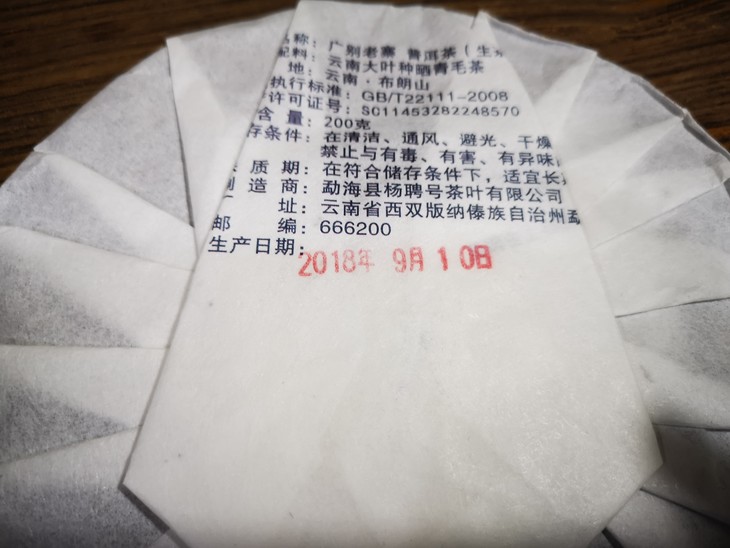 名称：广别老寨 普洱茶（生
配料：云南大叶种晒青毛茶
地：云南·布朗山
执行标准：GB/T22111-2008
许可证号：SC11453282248570
含 量：200克
存条件：在清洁、通风、避光、干燥
禁止与有毒、有害、有异味
质 期：在符合储存条件下，适宜长
制 造 商：勐海县杨聘号茶叶有限公司
址：云南省西双版纳傣族自治州勐
邮 编：666200
生产日期：2018年 9月10日